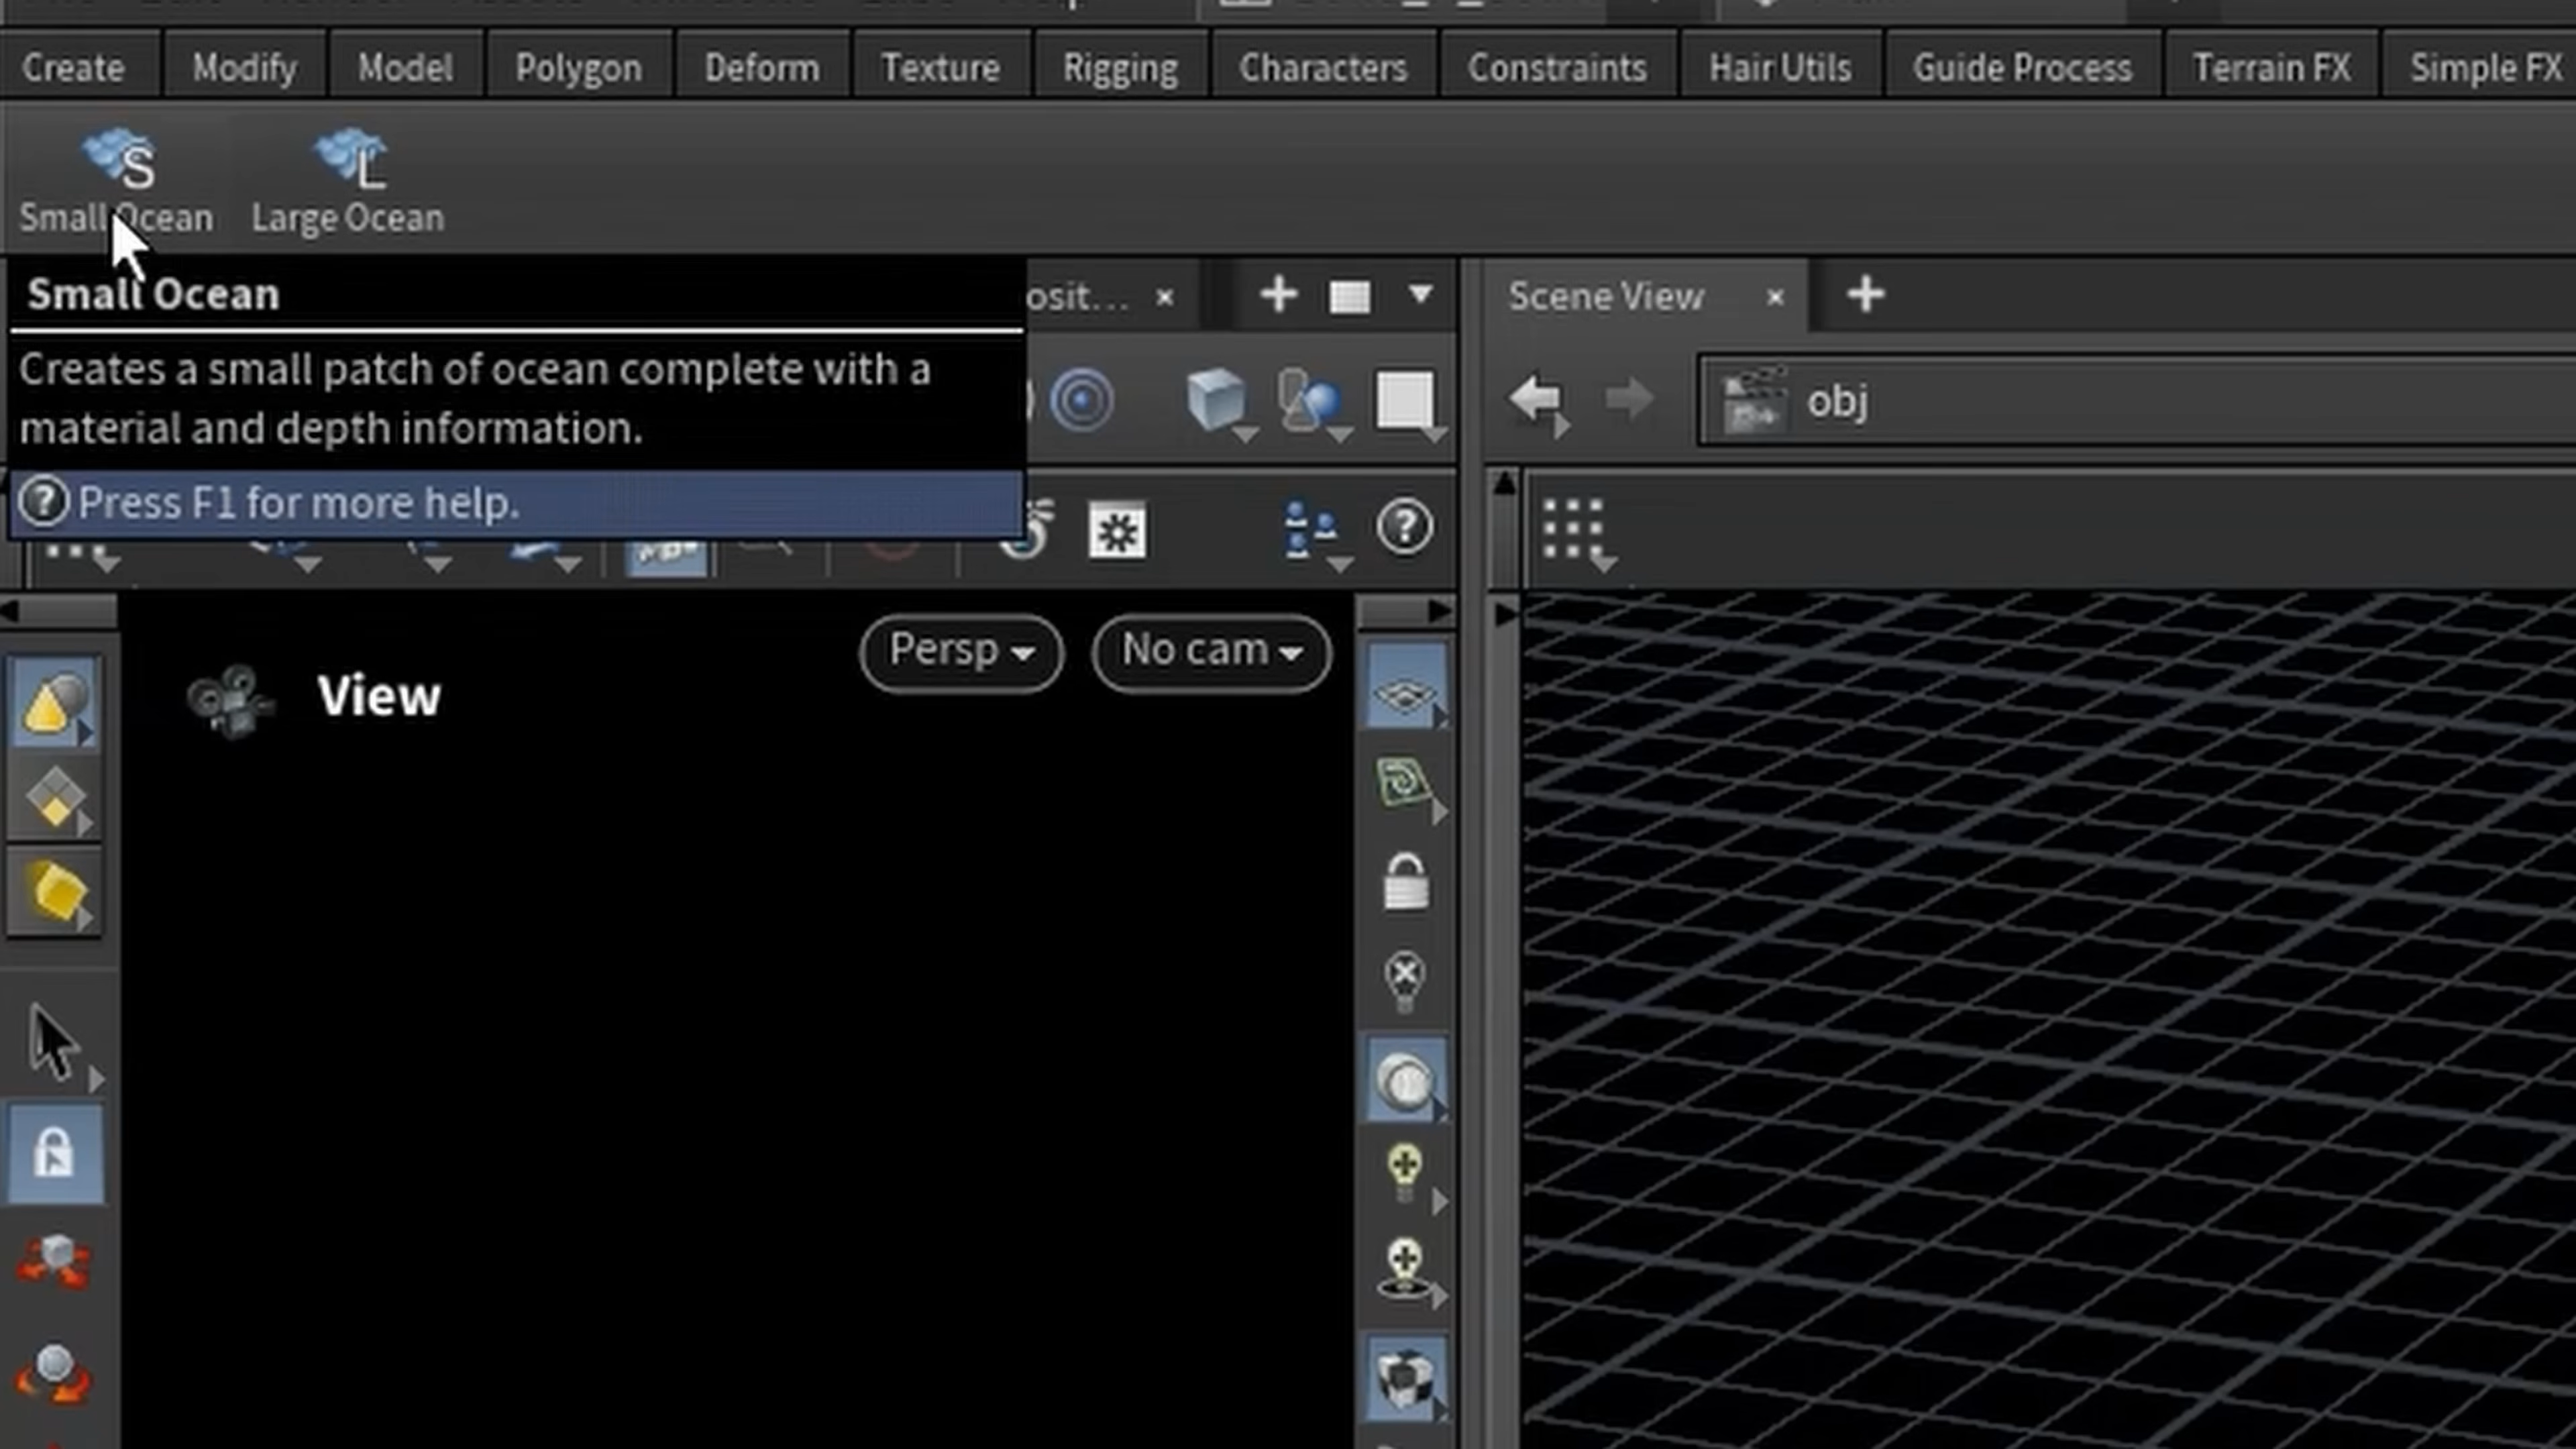 Create Modify Model Polygon Deform Texture Rigging Characters Constraints Hair Utils Guide Process Terrain FX Simple FX
S L
Small Ocean Large Ocean
Small Ocean
Creates a small patch of ocean complete with a
material and depth information.
Press F1 for more help.
osit...
Scene View
obj
View
Persp
No cam